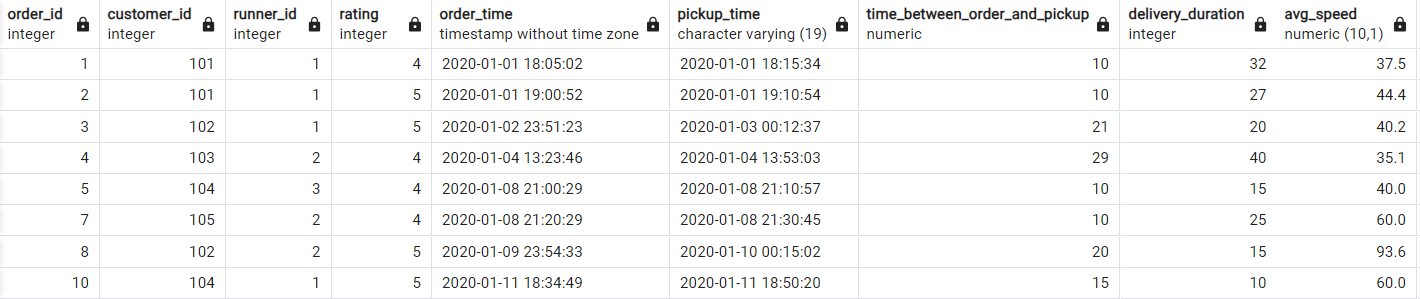 order_id customer_id runner_id rating order_time pickup_time time_between_order_and_pickup delivery_duration avg_speed
integer integer integer integer timestamp without time zone character varying (19) numeric integer numeric (10,1)
1 101 1 4 2020-01-01 18:05:02 2020-01-01 18:15:34 10 32 37.5
2 101 1 5 2020-01-01 19:00:52 2020-01-01 19:10:54 10 27 44.4
3 102 1 5 2020-01-02 23:51:23 2020-01-03 00:12:37 21 20 40.2
4 103 2 4 2020-01-04 13:23:46 2020-01-04 13:53:03 29 40 35.1
5 104 3 4 2020-01-08 21:00:29 2020-01-08 21:10:57 10 15 40.0
7 105 2 4 2020-01-08 21:20:29 2020-01-08 21:30:45 10 25 60.0
8 102 2 5 2020-01-09 23:54:33 2020-01-10 00:15:02 20 15 93.6
10 104 1 5 2020-01-11 18:34:49 2020-01-11 18:50:20 15 10 60.0